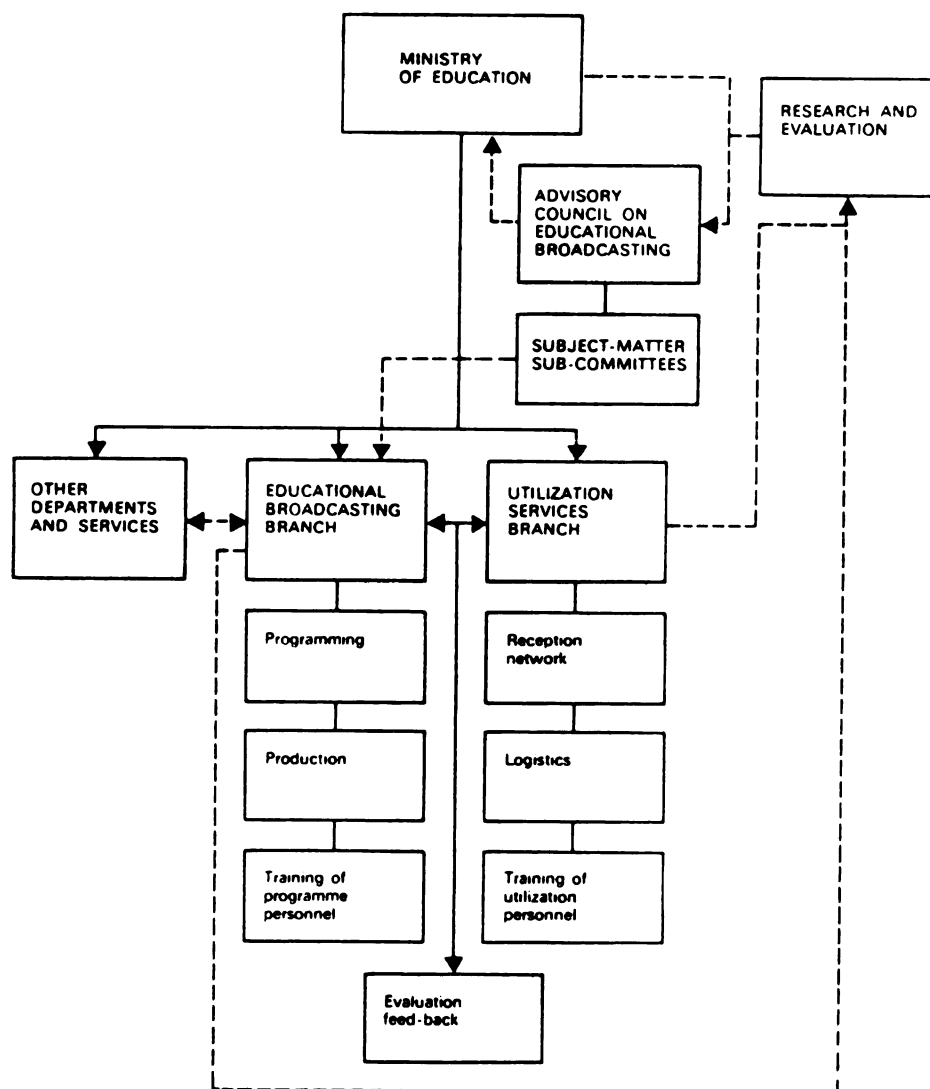 MINISTRY
OF EDUCATION
RESEARCH AND
EVALUATION
ADVISORY
COUNCIL ON
EDUCATIONAL
BROADCASTING
SUBJECT-MATTER
SUB-COMMITTEES
OTHER
DEPARTMENTS
AND SERVICES
EDUCATIONAL
BROADCASTING
BRANCH
UTILIZATION
SERVICES
BRANCH
Programming
Reception
network
Production
Logistics
Training of
programme
personnel
Training of
utilization
personnel
Evaluation
feed-back